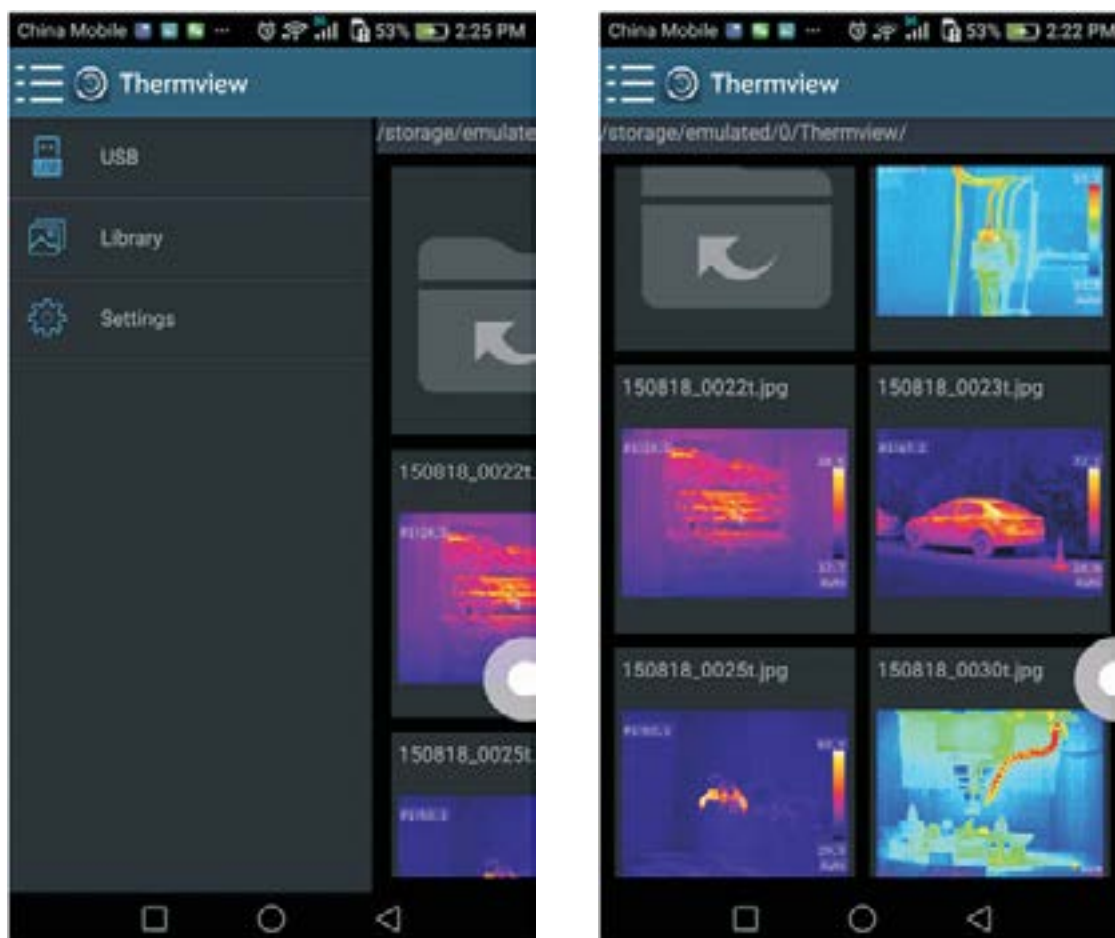 China Mobile ... 53% 2:25 PM
Thermview
/storage/emulate
USB
Library
Settings
150818_0022t.
150818_0025t.
China Mobile ... 53% 2:22 PM
Thermview
/storage/emulated/0/Thermview/
150818_0022t.jpg
150818_0023t.jpg
150818_0025t.jpg
150818_0030t.jpg